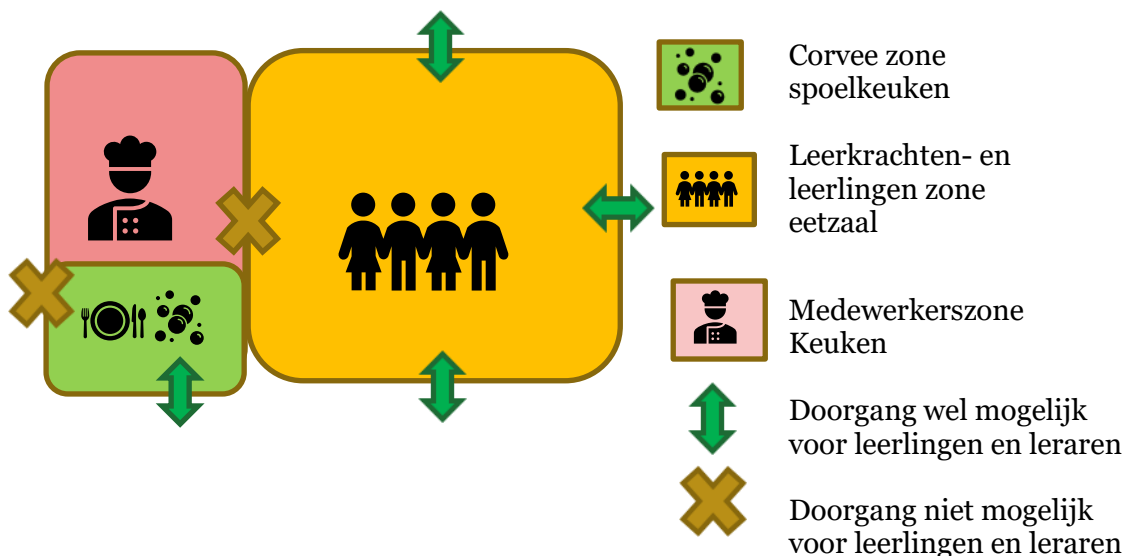 Corvee zone
spoelkeuken
Leerkrachten- en
leerlingen zone
eetzaal
Medewerkerszone
Keuken
Doorgang wel mogelijk
voor leerlingen en leraren
Doorgang niet mogelijk
voor leerlingen en leraren